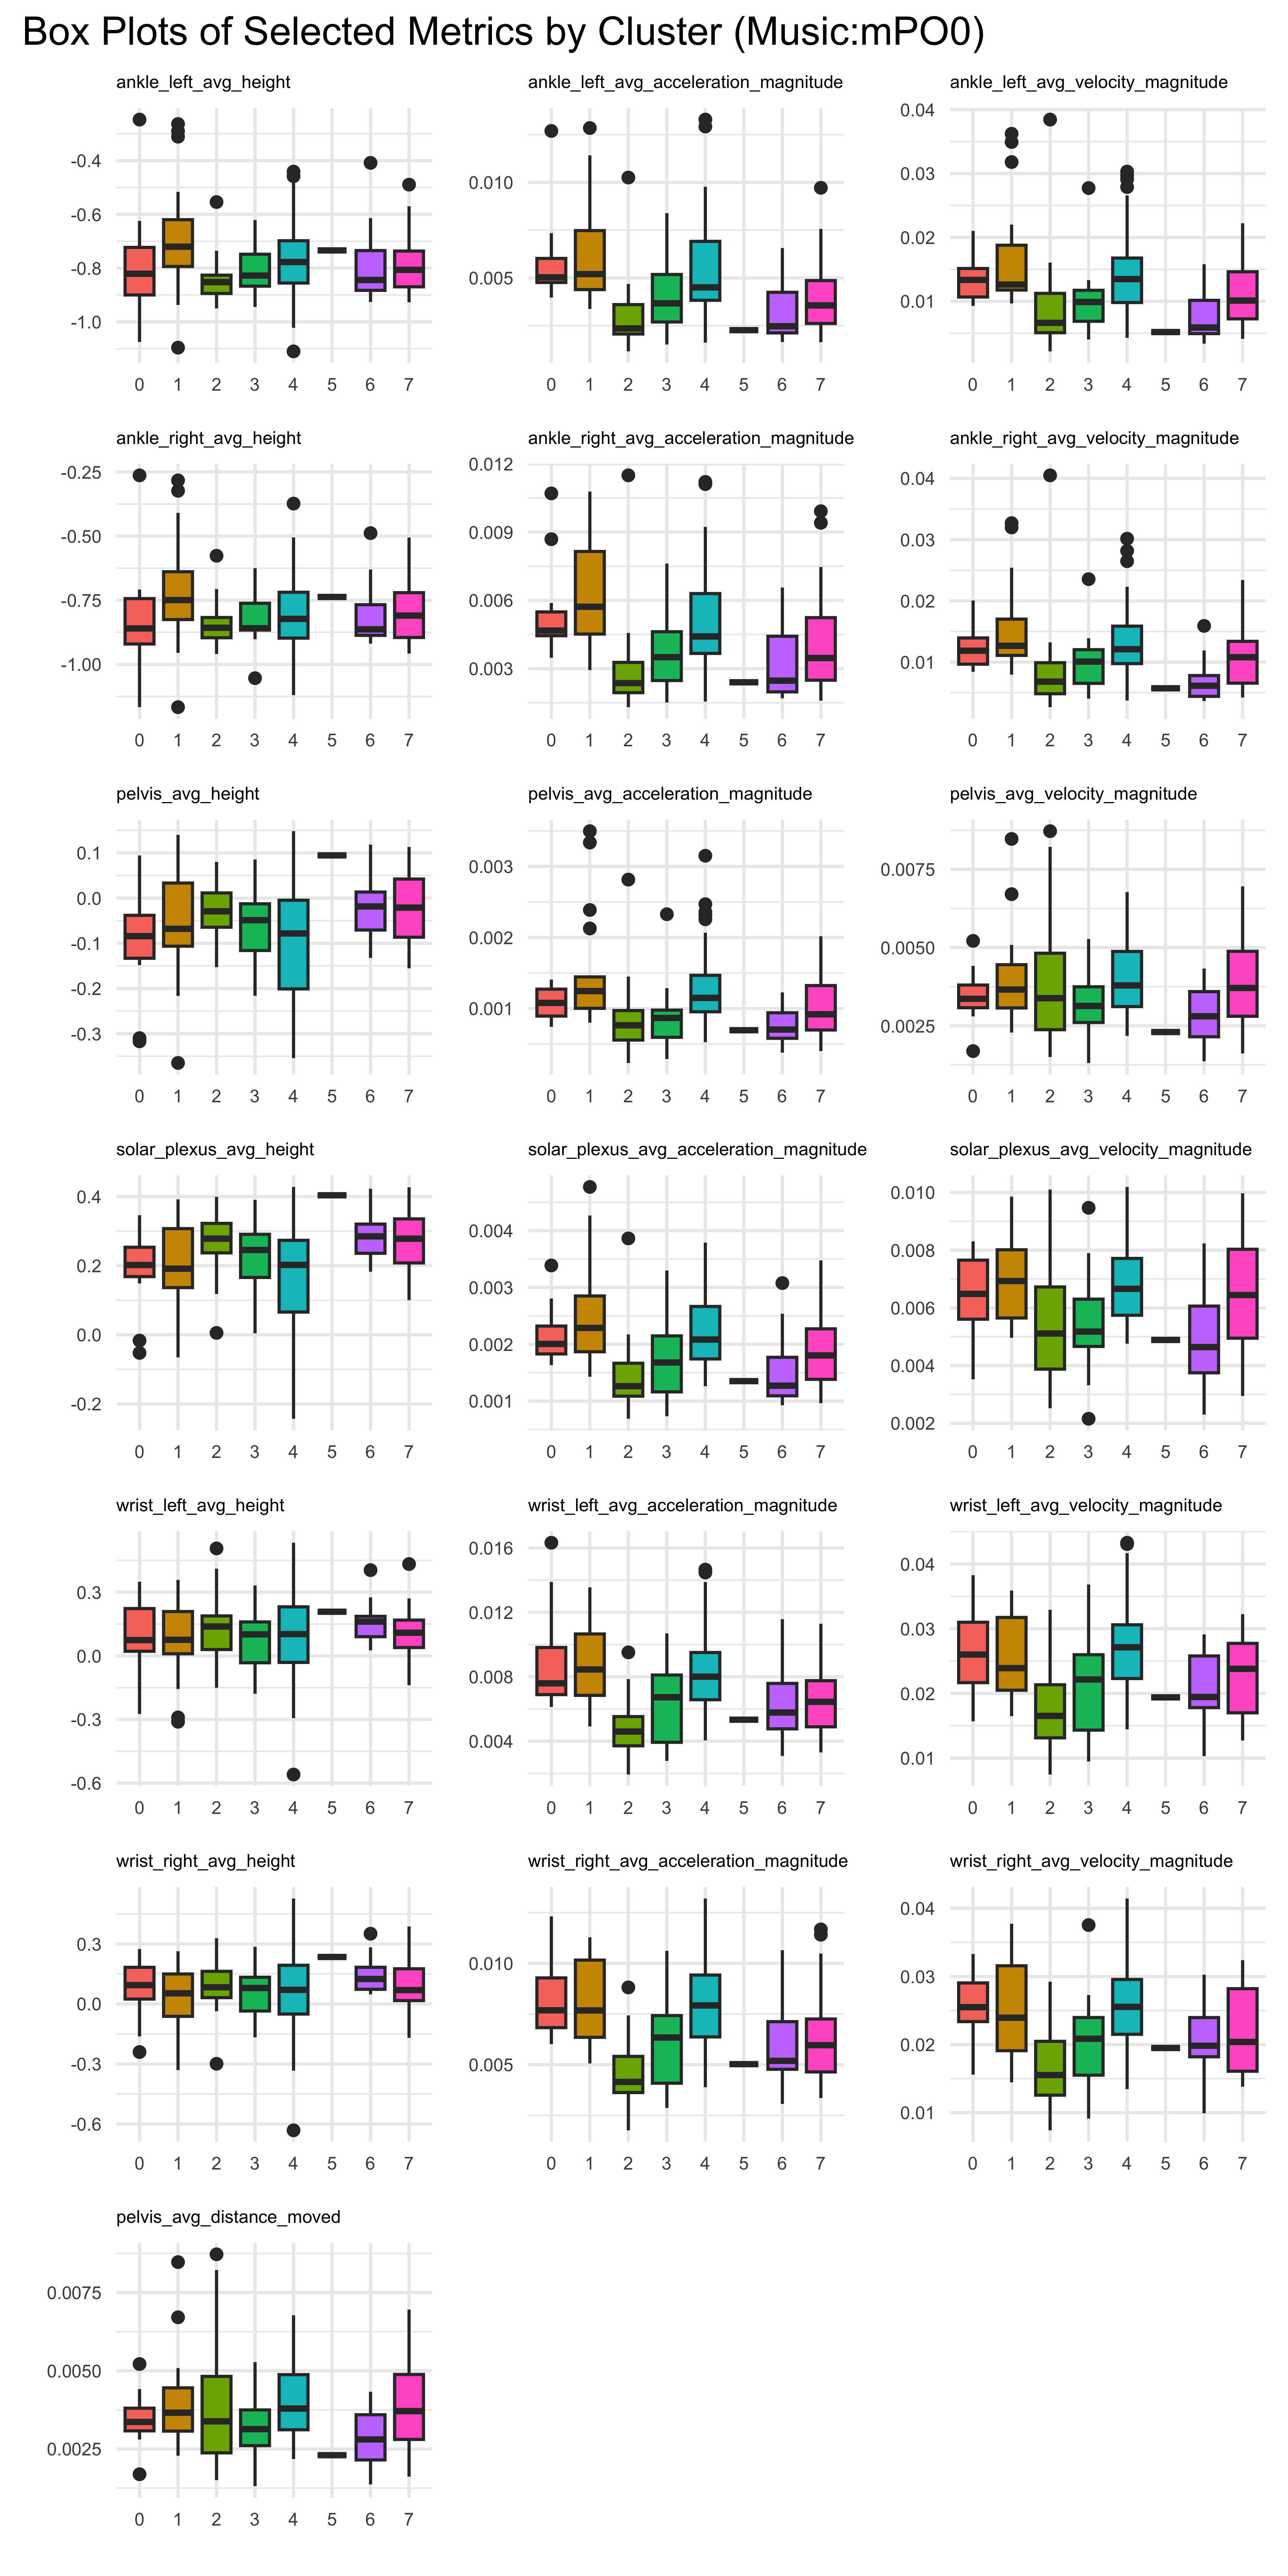 Box Plots of Selected Metrics by Cluster (Music:mPO0)
ankle_left_avg_height
-0.4
-0.6
-0.8
-1.0
0 1 2 3 4 5 6 7
ankle_left_avg_acceleration_magnitude
0.010
0.005
0 1 2 3 4 5 6 7
ankle_left_avg_velocity_magnitude
0.04
0.03
0.02
0.01
0 1 2 3 4 5 6 7
ankle_right_avg_height
-0.25
-0.50
-0.75
-1.00
0 1 2 3 4 5 6 7
ankle_right_avg_acceleration_magnitude
0.012
0.009
0.006
0.003
0 1 2 3 4 5 6 7
ankle_right_avg_velocity_magnitude
0.04
0.03
0.02
0.01
0 1 2 3 4 5 6 7
pelvis_avg_height
0.1
0.0
-0.1
-0.2
-0.3
0 1 2 3 4 5 6 7
pelvis_avg_acceleration_magnitude
0.003
0.002
0.001
0 1 2 3 4 5 6 7
pelvis_avg_velocity_magnitude
0.0075
0.0050
0.0025
0 1 2 3 4 5 6 7
solar_plexus_avg_height
0.4
0.2
0.0
-0.2
0 1 2 3 4 5 6 7
solar_plexus_avg_acceleration_magnitude
0.004
0.003
0.002
0.001
0 1 2 3 4 5 6 7
solar_plexus_avg_velocity_magnitude
0.010
0.008
0.006
0.004
0.002
0 1 2 3 4 5 6 7
wrist_left_avg_height
0.3
0.0
-0.3
-0.6
0 1 2 3 4 5 6 7
wrist_left_avg_acceleration_magnitude
0.016
0.012
0.008
0.004
0 1 2 3 4 5 6 7
wrist_left_avg_velocity_magnitude
0.04
0.03
0.02
0.01
0 1 2 3 4 5 6 7
wrist_right_avg_height
0.3
0.0
-0.3
-0.6
0 1 2 3 4 5 6 7
wrist_right_avg_acceleration_magnitude
0.010
0.005
0 1 2 3 4 5 6 7
wrist_right_avg_velocity_magnitude
0.04
0.03
0.02
0.01
0 1 2 3 4 5 6 7
pelvis_avg_distance_moved
0.0075
0.0050
0.0025
0 1 2 3 4 5 6 7